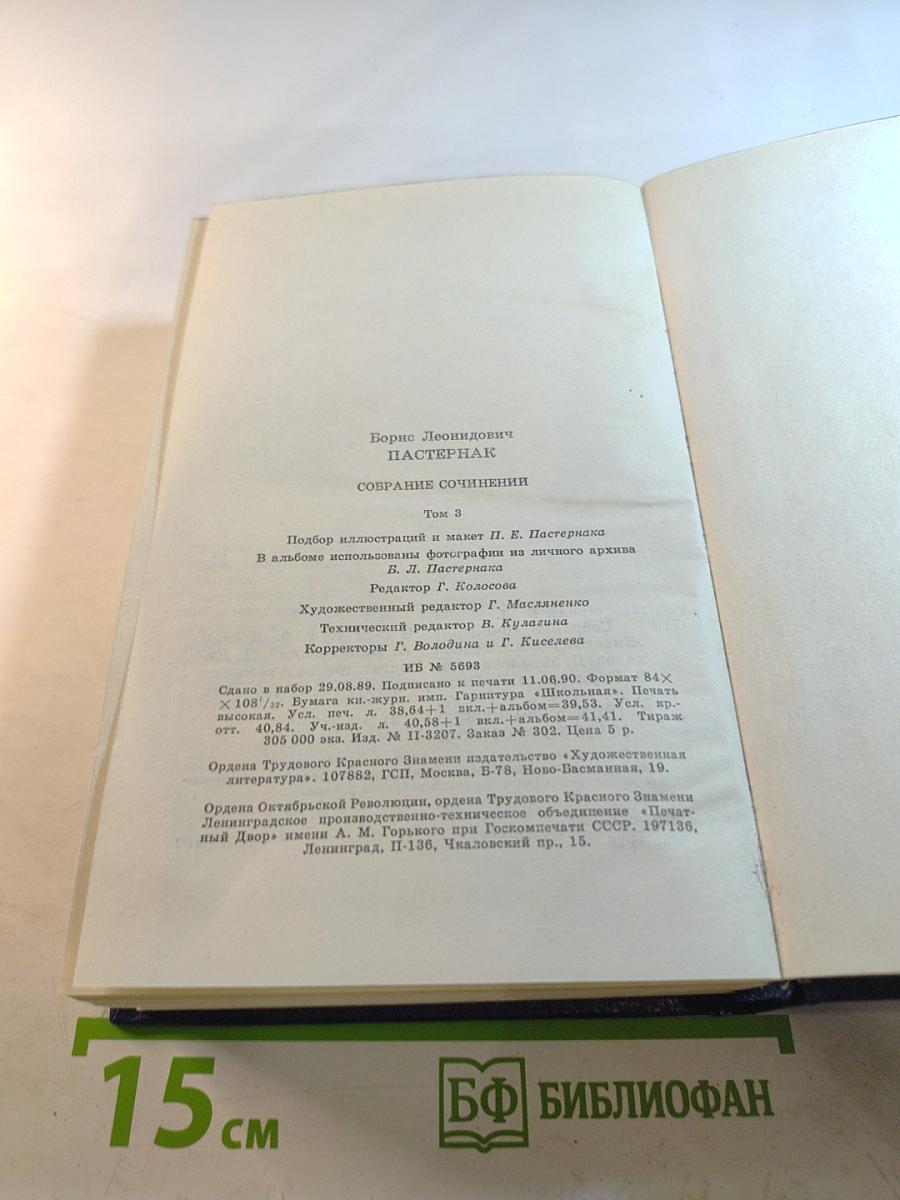 Борис Леонидович
ПАСТЕРНАК
СОБРАНИЕ СОЧИНЕНИЙ
Том 3
Подбор иллюстраций и макет П. Е. Пастернака
В альбоме использованы фотографии из личного архива
Б. Л. Пастернака
Редактор Г. Колосова
Художественный редактор Г. Масляненко
Технический редактор В. Кулагина
Корректоры Г. Володина и Г. Киселева
ИБ № 5693
Сдано в набор 29.08.89. Подписано к печати 11.06.90. Формат 84×
×108¹/₃₂. Бумага кн.-журн. имп. Гарнитура «Школьная». Печать
высокая. Усл. печ. л. 38,64+1 вкл.+альбом=39,53. Усл. кр.-
отт. 40,84. Уч.-изд. л. 40,58+1 вкл.+альбом=41,41. Тираж
305 000 экз. Изд. № II-3207. Заказ № 302. Цена 5 р.
Ордена Трудового Красного Знамени издательство «Художественная
литература». 107882, ГСП, Москва, Б-78, Ново-Басманная, 19.
Ордена Октябрьской Революции, ордена Трудового Красного Знамени
Ленинградское производственно-техническое объединение «Печат-
ный Двор» имени А. М. Горького при Госкомпечати СССР. 197136,
Ленинград, П-136, Чкаловский пр., 15.
15 см
БФ БИБЛИОФАН